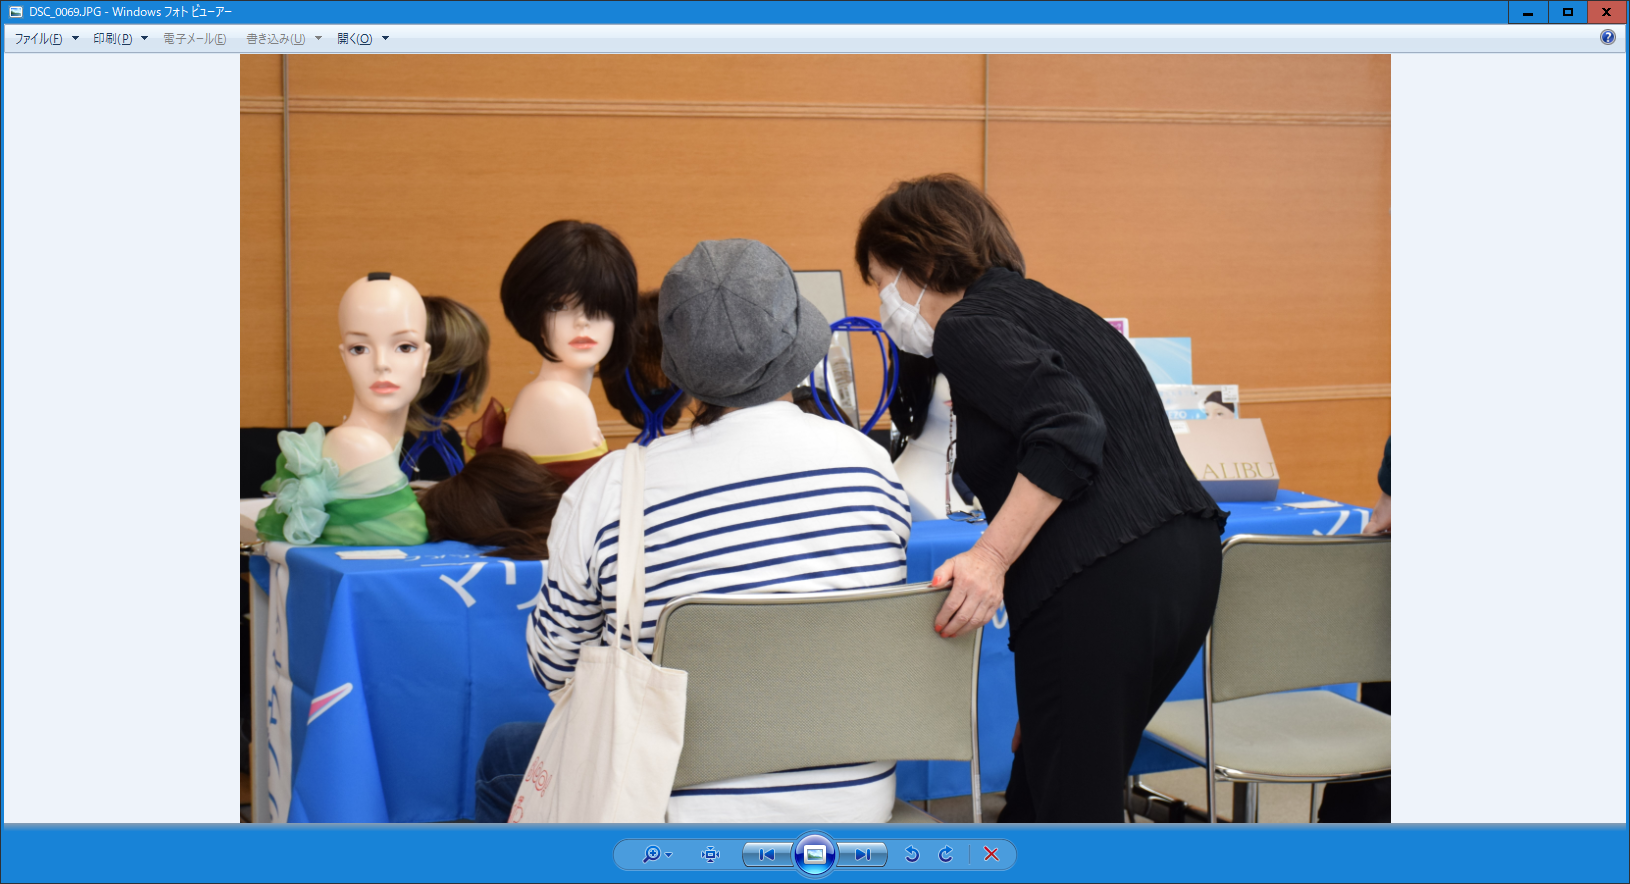 DSC_0069.JPG - Windows フォト ビューアー
ファイル(F)
印刷(P)
電子メール(E)
書き込み(U)
開く(O)
ALIBU
マ